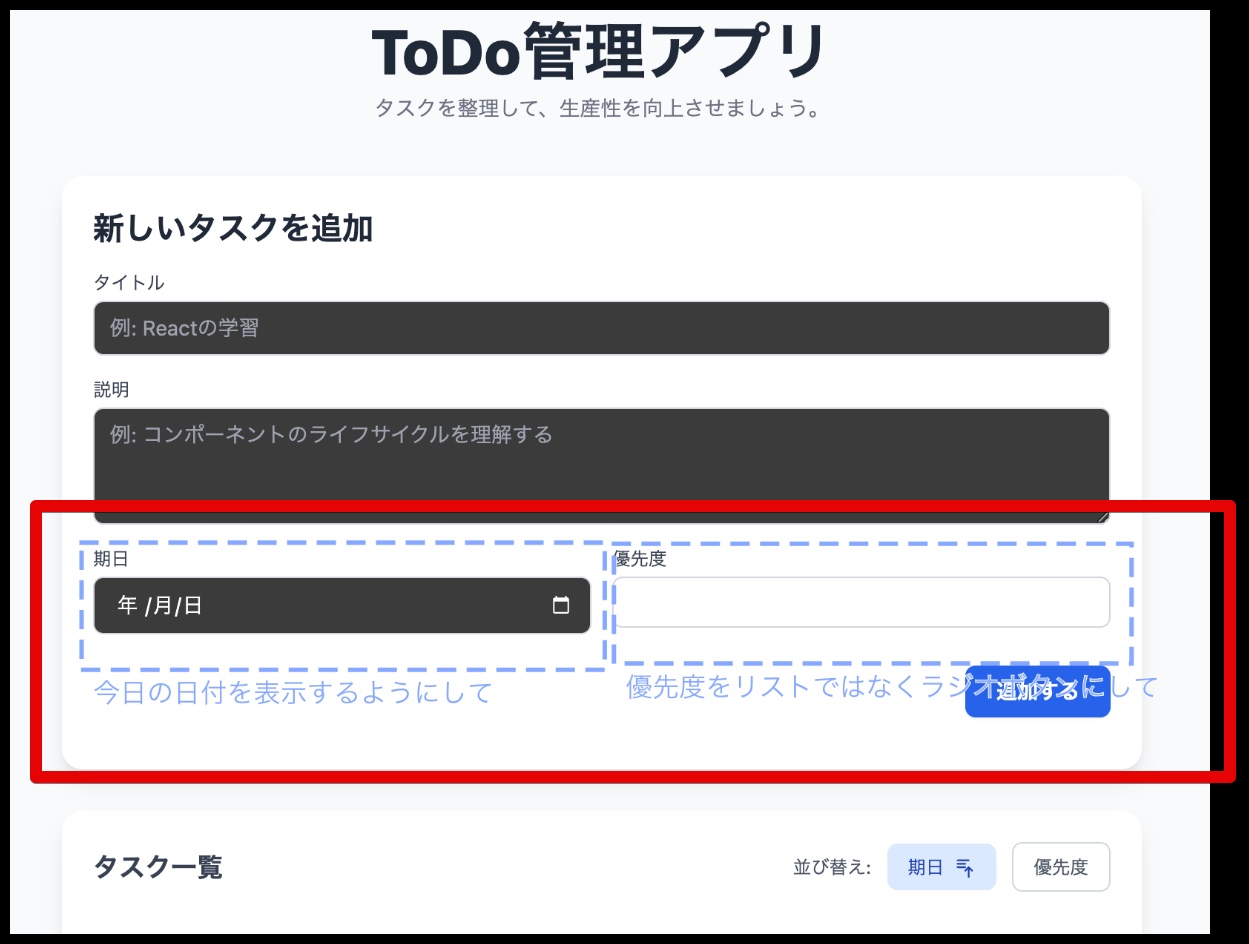 ToDo管理アプリ
タスクを整理して、生産性を向上させましょう。
新しいタスクを追加
タイトル
例: Reactの学習
説明
例: コンポーネントのライフサイクルを理解する
期日
優先度
年 /月/日
今日の日付を表示するようにして
優先度をリストではなくラジオボタンにして
追加する
タスク一覧
並び替え:
期日
優先度